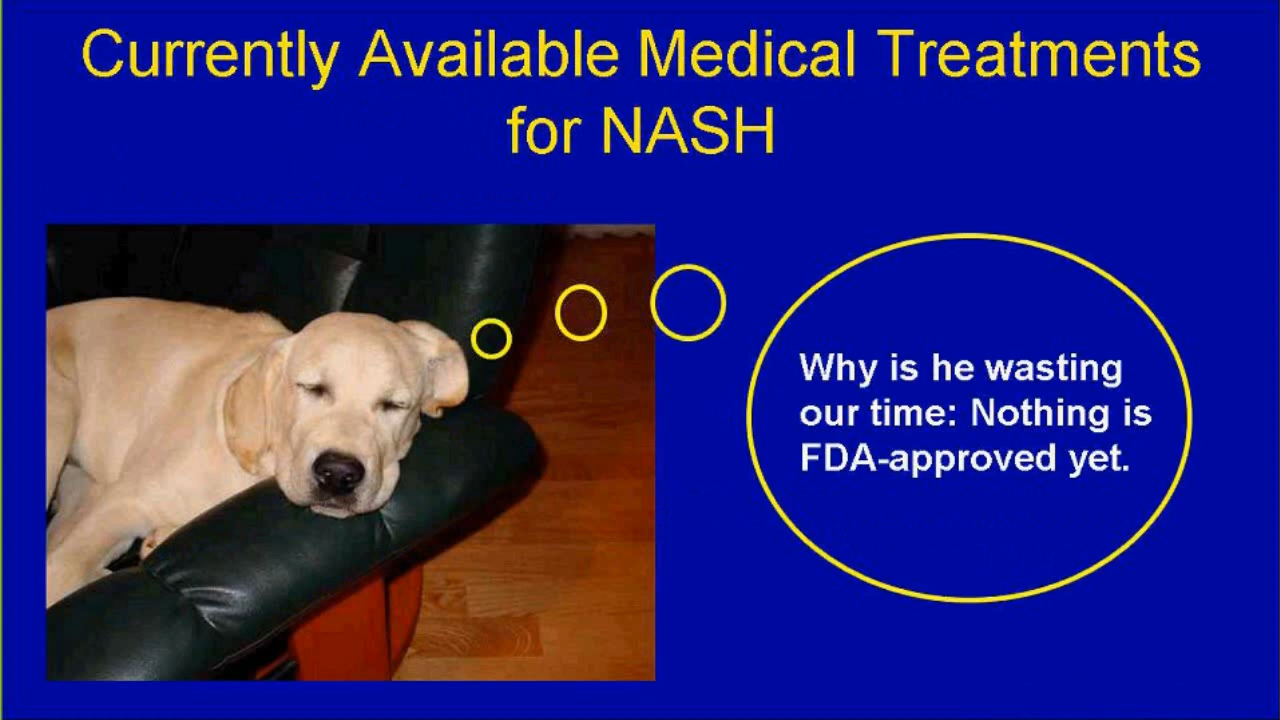 Currently Available Medical Treatments
for NASH
Why is he wasting
our time: Nothing is
FDA-approved yet.